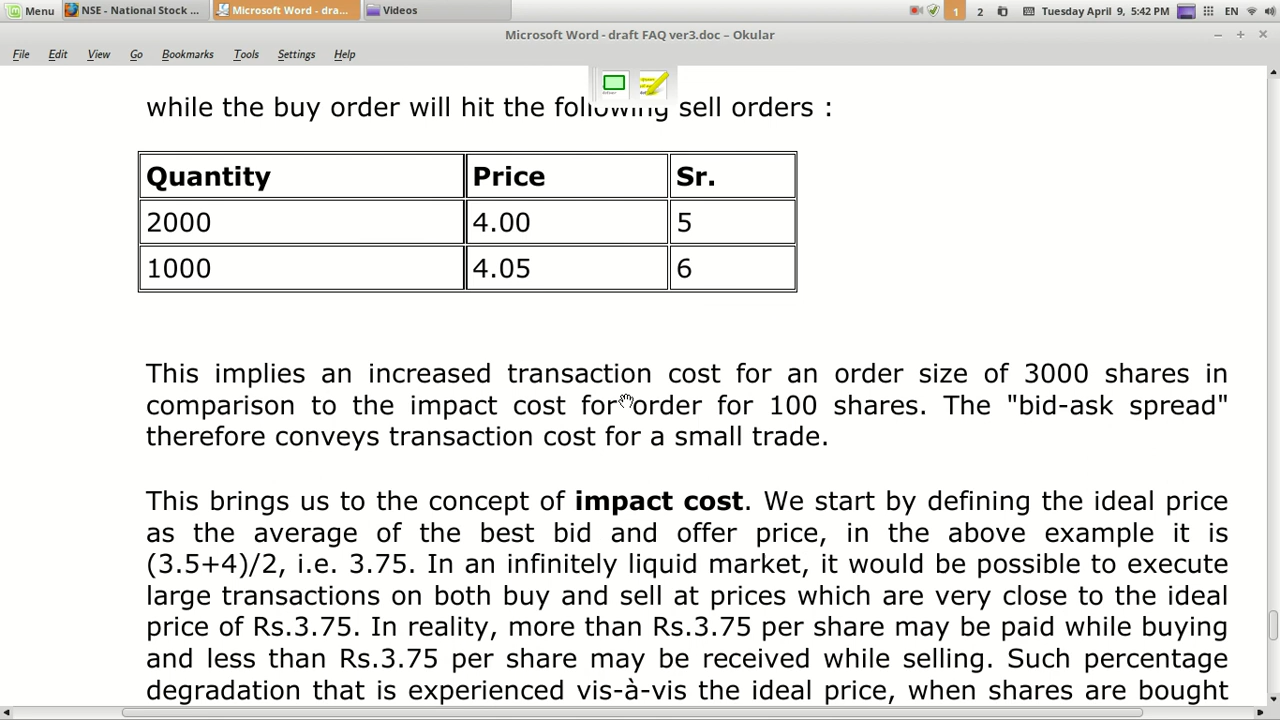 Menu NSE - National Stock ... Microsoft Word - dra... Videos 1 2 Tuesday April 9, 5:42 PM EN
Microsoft Word - draft FAQ ver3.doc – Okular
File Edit View Go Bookmarks Tools Settings Help
while the buy order will hit the following sell orders :
Quantity Price Sr.
2000 4.00 5
1000 4.05 6
This implies an increased transaction cost for an order size of 3000 shares in
comparison to the impact cost for order for 100 shares. The "bid-ask spread"
therefore conveys transaction cost for a small trade.
This brings us to the concept of impact cost. We start by defining the ideal price
as the average of the best bid and offer price, in the above example it is
(3.5+4)/2, i.e. 3.75. In an infinitely liquid market, it would be possible to execute
large transactions on both buy and sell at prices which are very close to the ideal
price of Rs.3.75. In reality, more than Rs.3.75 per share may be paid while buying
and less than Rs.3.75 per share may be received while selling. Such percentage
degradation that is experienced vis-à-vis the ideal price, when shares are bought